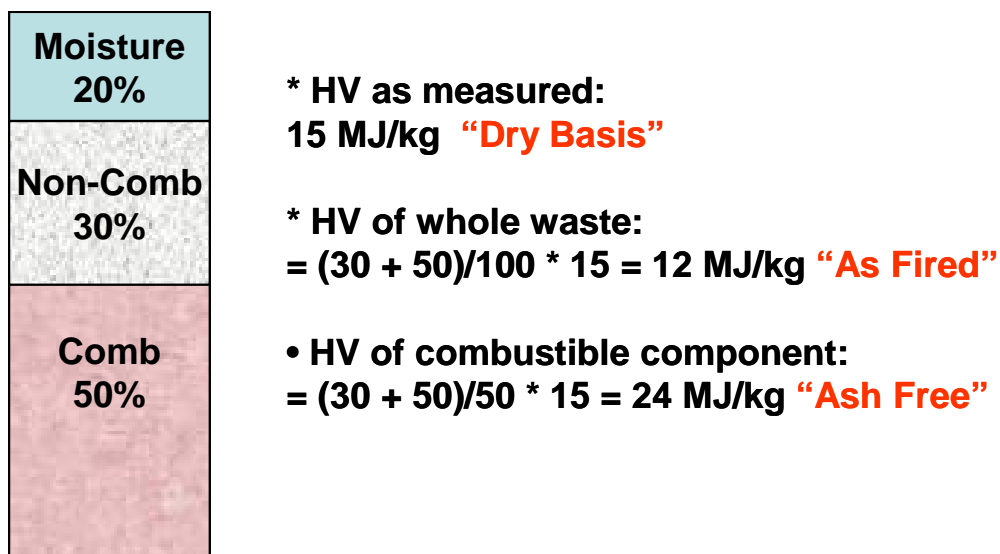 Moisture
20%
Non-Comb
30%
Comb
50%
* HV as measured:
15 MJ/kg “Dry Basis”
* HV of whole waste:
= (30 + 50)/100 * 15 = 12 MJ/kg “As Fired”
• HV of combustible component:
= (30 + 50)/50 * 15 = 24 MJ/kg “Ash Free”